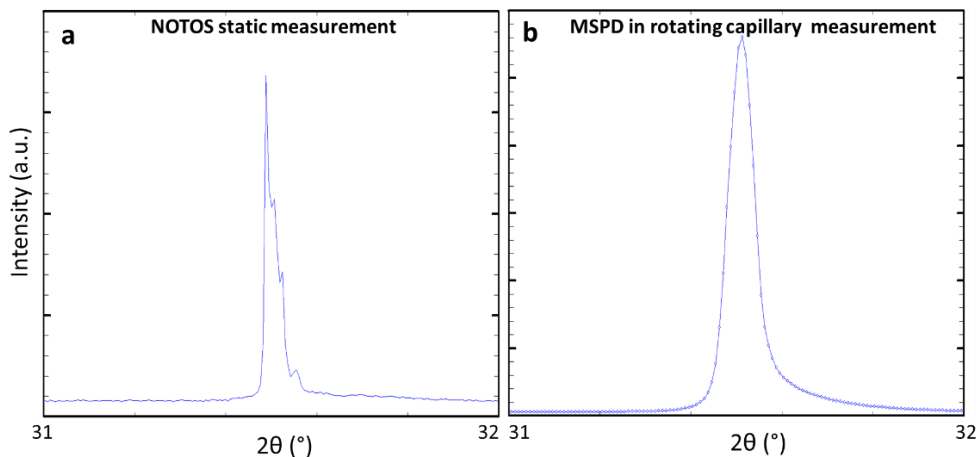 a
NOTOS static measurement
Intensity (a.u.)
31
2θ (°)
32
b
MSPD in rotating capillary measurement
31
2θ (°)
32